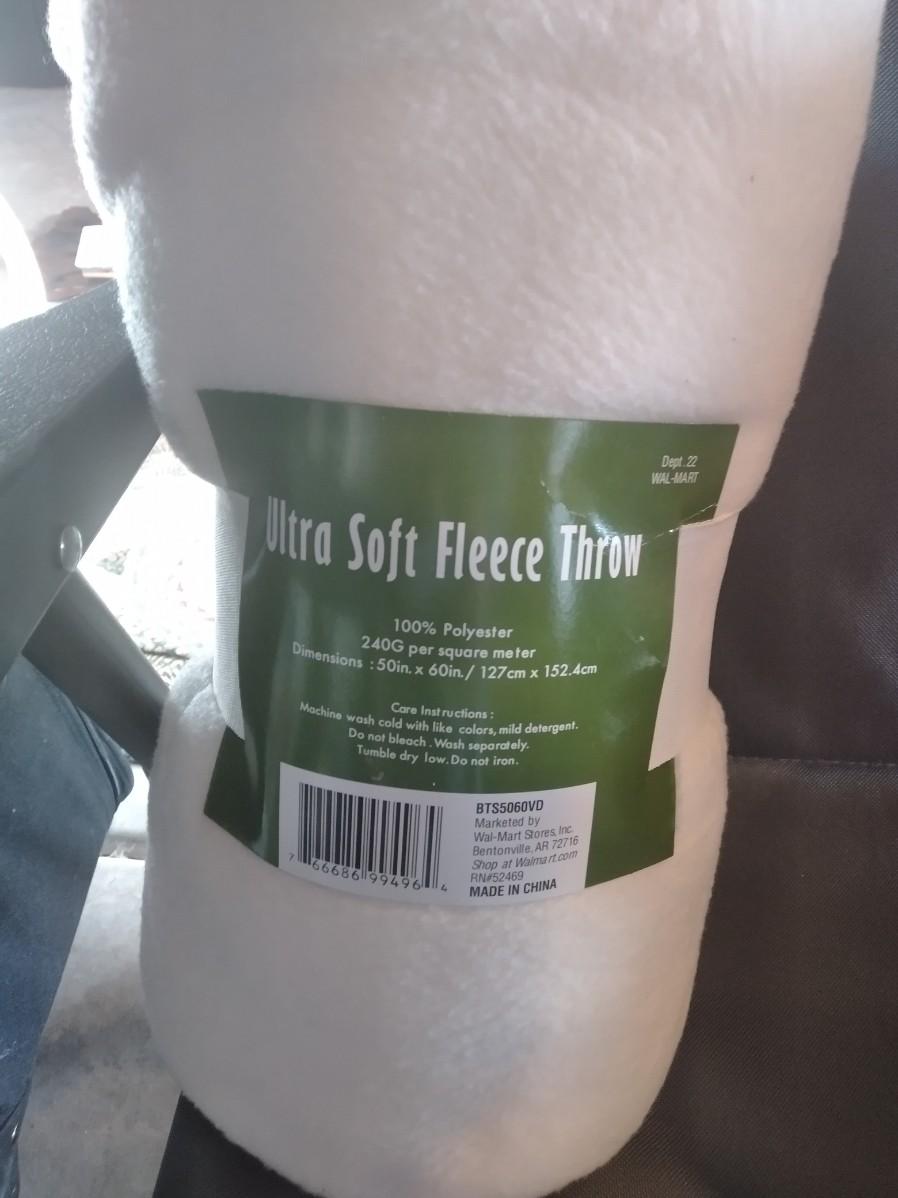 Dept.22
WAL-MART
Ultra Soft Fleece Throw
100% Polyester
240G per square meter
Dimensions :50in.x 60in./ 127cm x 152.4cm
Care Instructions:
Machine wash cold with like colors,mild detergent.
Do not bleach.Wash separately.
Tumble dry low.Do not iron.
BTS5060VD
Marketed by
Wal-Mart Stores,Inc.
Bentonville,AR 72716
Shop at Walmart.com
RN#52469
MADE IN CHINA
7 66686 99496 4